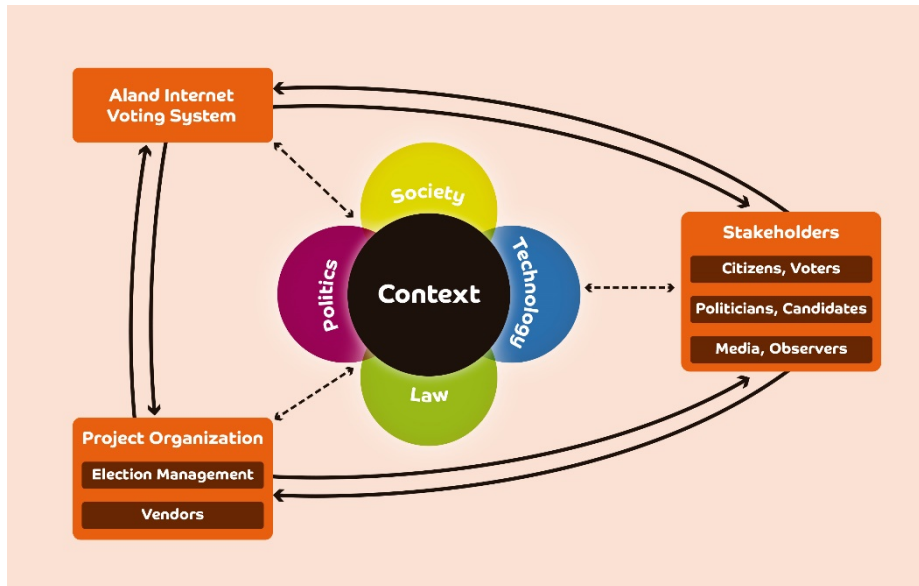 Aland Internet
Voting System
Society
Politics
Context
Technology
Law
Stakeholders
Citizens, Voters
Politicians, Candidates
Media, Observers
Project Organization
Election Management
Vendors